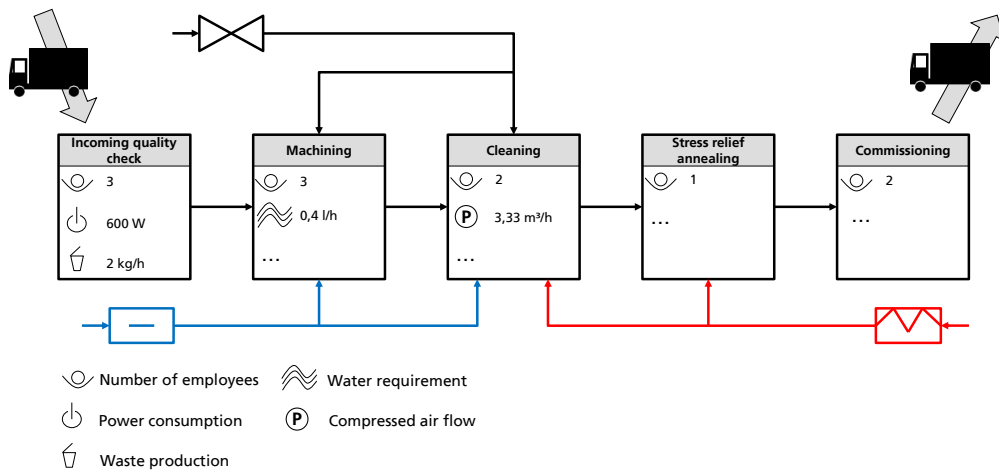 Incoming quality
check
3
600 W
2 kg/h
Machining
3
0,4 l/h
...
Cleaning
2
P
3,33 m³/h
...
Stress relief
annealing
1
...
Commissioning
2
...
Number of employees
Water requirement
Power consumption
P
Compressed air flow
Waste production